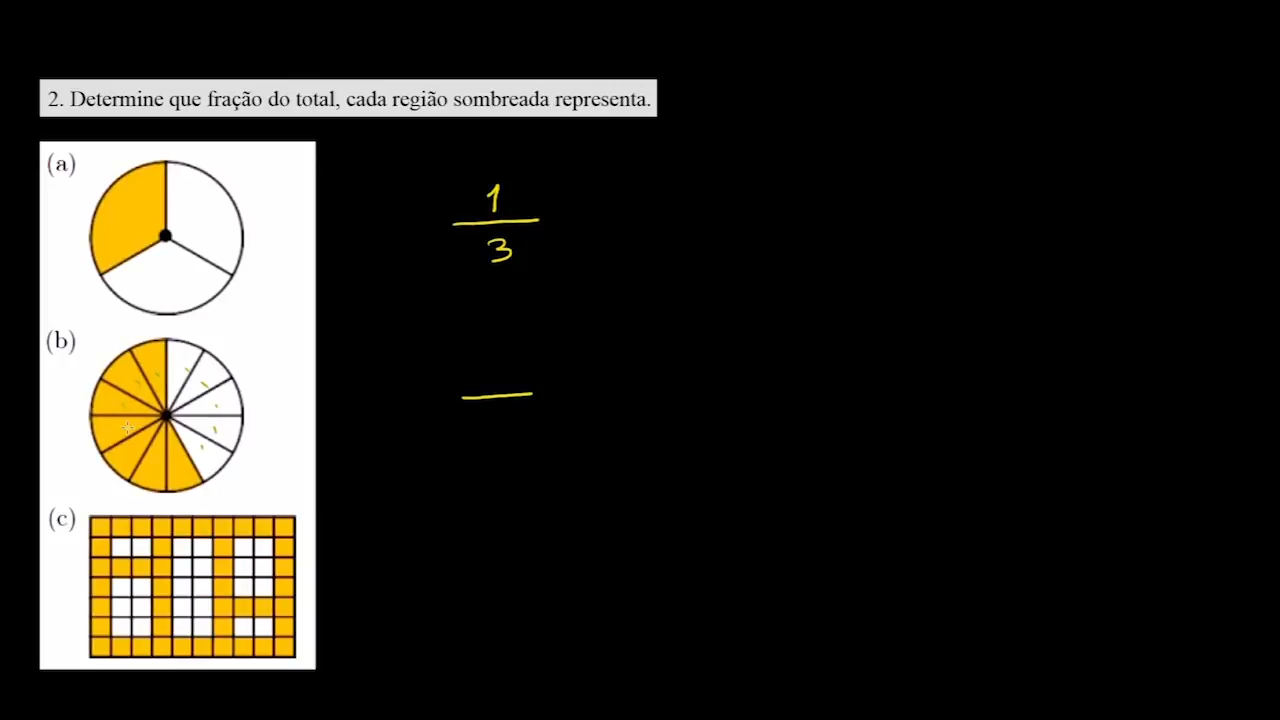 2. Determine que fração do total, cada região sombreada representa.
(a)
1
3
(b)
(c)